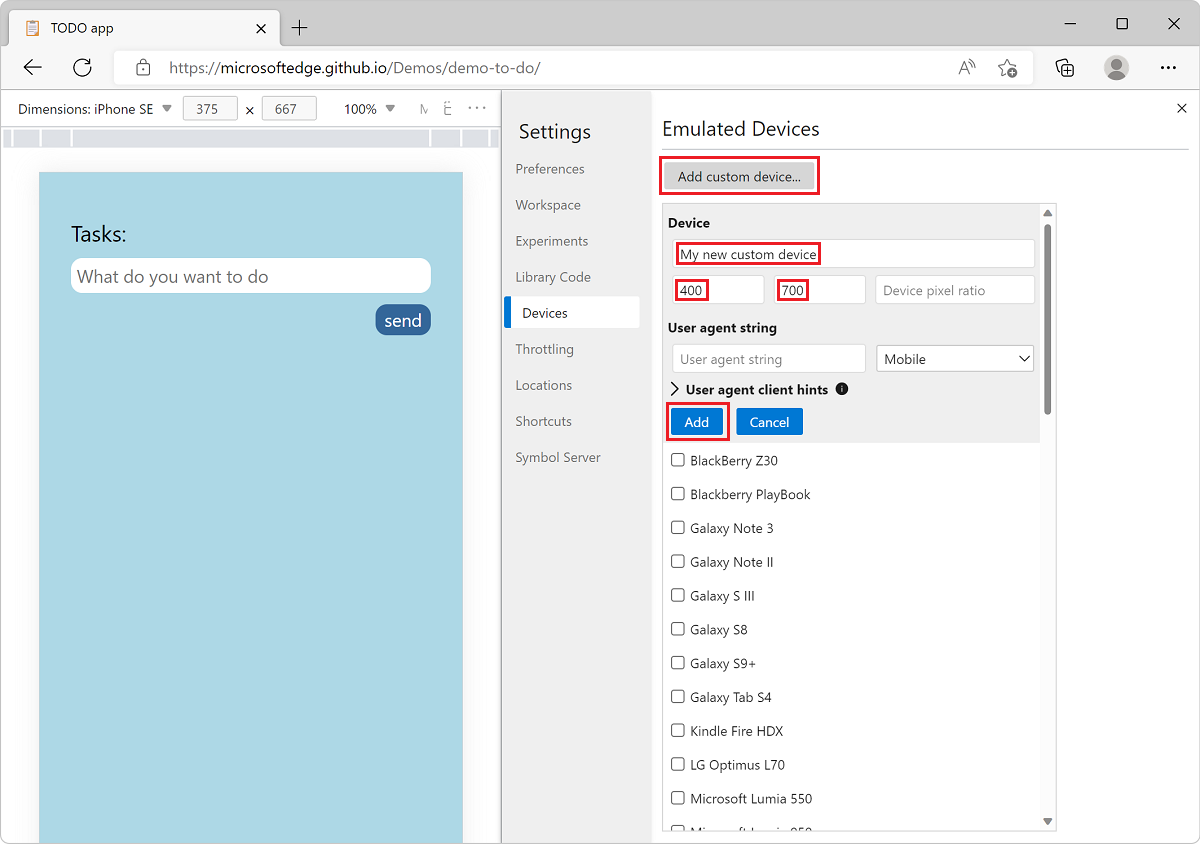 TODO app
https://microsoftedge.github.io/Demos/demo-to-do/
Dimensions: iPhone SE 375 × 667 100%
Tasks:
What do you want to do
send
Settings
Preferences
Workspace
Experiments
Library Code
Devices
Throttling
Locations
Shortcuts
Symbol Server
Emulated Devices
Add custom device...
Device
My new custom device
400 700 Device pixel ratio
User agent string
User agent string Mobile
User agent client hints
Add Cancel
BlackBerry Z30
Blackberry PlayBook
Galaxy Note 3
Galaxy Note II
Galaxy S III
Galaxy S8
Galaxy S9+
Galaxy Tab S4
Kindle Fire HDX
LG Optimus L70
Microsoft Lumia 550